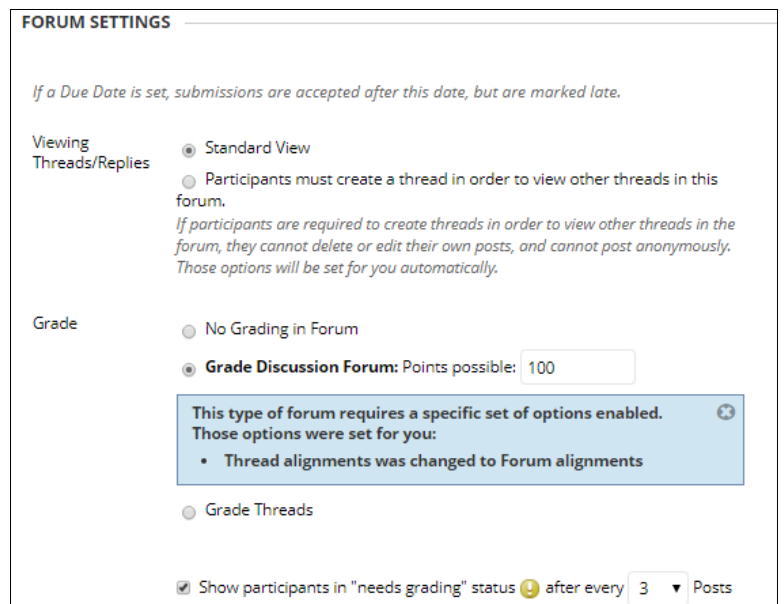 FORUM SETTINGS
If a Due Date is set, submissions are accepted after this date, but are marked late.
Viewing
Threads/Replies
Standard View
Participants must create a thread in order to view other threads in this
forum.
If participants are required to create threads in order to view other threads in the
forum, they cannot delete or edit their own posts, and cannot post anonymously.
Those options will be set for you automatically.
Grade
No Grading in Forum
Grade Discussion Forum: Points possible: 100
This type of forum requires a specific set of options enabled.
Those options were set for you:
• Thread alignments was changed to Forum alignments
Grade Threads
Show participants in "needs grading" status ! after every 3 Posts